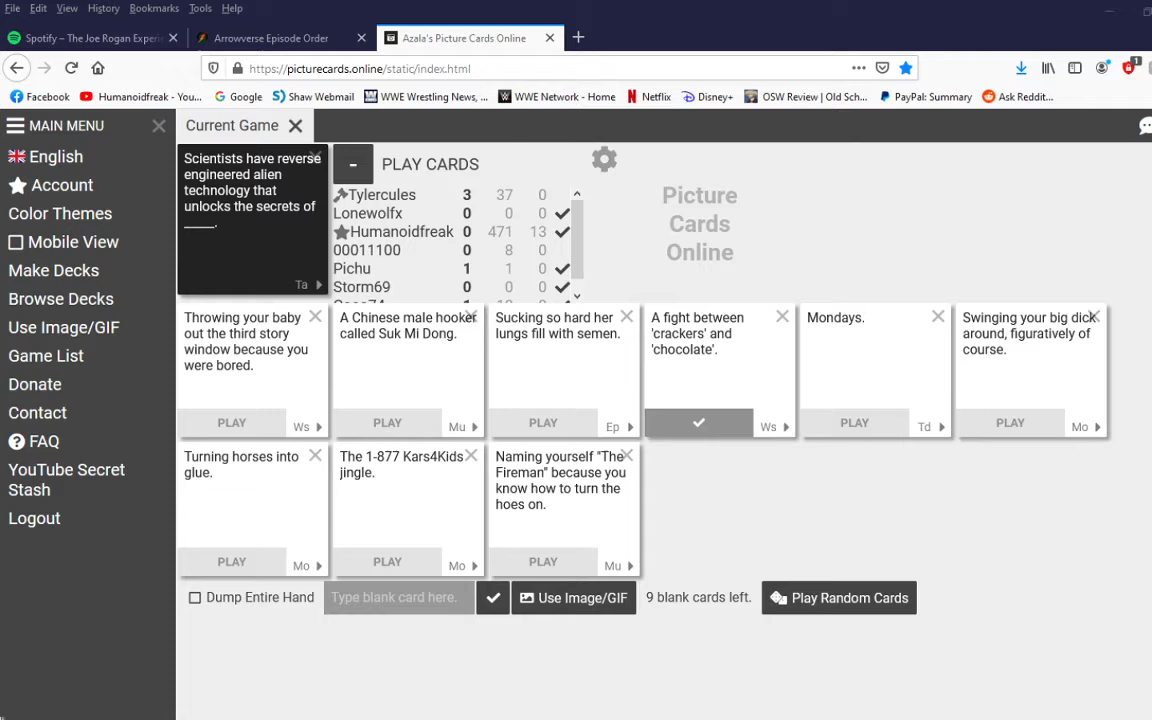 File Edit View History Bookmarks Tools Help
Spotify – The Joe Rogan Experi
Arrowverse Episode Order
Azala's Picture Cards Online
https://picturecards.online/static/index.html
1
Facebook
Humanoidfreak - You...
Google
Shaw Webmail
WWE Wrestling News, ...
WWE Network - Home
Netflix
Disney+
OSW Review | Old Sch...
PayPal: Summary
Ask Reddit...
MAIN MENU
English
Account
Color Themes
Mobile View
Make Decks
Browse Decks
Use Image/GIF
Game List
Donate
Contact
FAQ
YouTube Secret
Stash
Logout
Current Game
Scientists have reverse
engineered alien
technology that
unlocks the secrets of
_____.
Ta
- PLAY CARDS
Tylercules 3 37 0
Lonewolfx 0 0 0
Humanoidfreak 0 471 13
00011100 0 8 0
Pichu 1 1 0
Storm69 0 0 0
Picture
Cards
Online
Throwing your baby
out the third story
window because you
were bored.
PLAY Ws
A Chinese male hooker
called Suk Mi Dong.
PLAY Mu
Sucking so hard her
lungs fill with semen.
PLAY Ep
A fight between
'crackers' and
'chocolate'.
Ws
Mondays.
PLAY Td
Swinging your big dick
around, figuratively of
course.
PLAY Mo
Turning horses into
glue.
PLAY Mo
The 1-877 Kars4Kids
jingle.
PLAY Mo
Naming yourself "The
Fireman" because you
know how to turn the
hoes on.
PLAY Mu
Dump Entire Hand
Type blank card here.
Use Image/GIF
9 blank cards left.
Play Random Cards